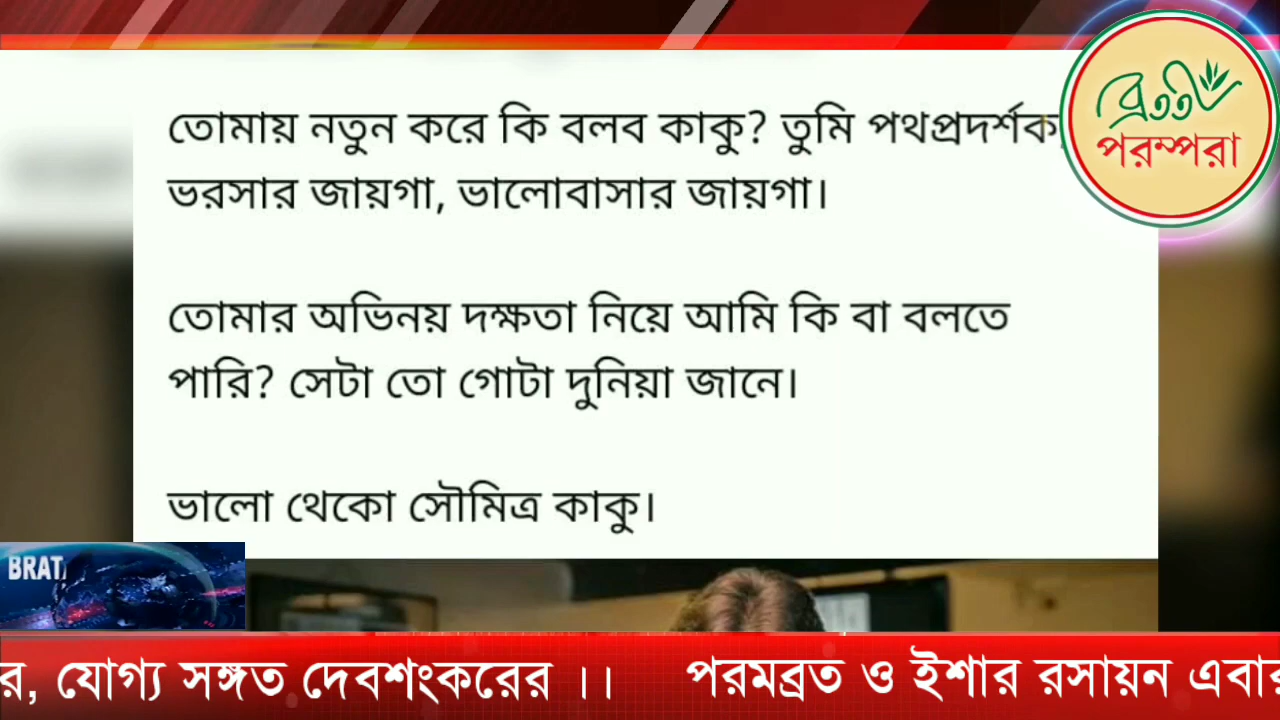 তোমায় নতুন করে কি বলব কাকু? তুমি পথপ্রদর্শক
ভরসার জায়গা, ভালোবাসার জায়গা।
তোমার অভিনয় দক্ষতা নিয়ে আমি কি বা বলতে
পারি? সেটা তো গোটা দুনিয়া জানে।
ভালো থেকো সৌমিত্র কাকু।
ব্রততী
পরম্পরা
BRAT
র, যোগ্য সঙ্গত দেবশংকরের ।। পরমব্রত ও ইশার রসায়ন এবার